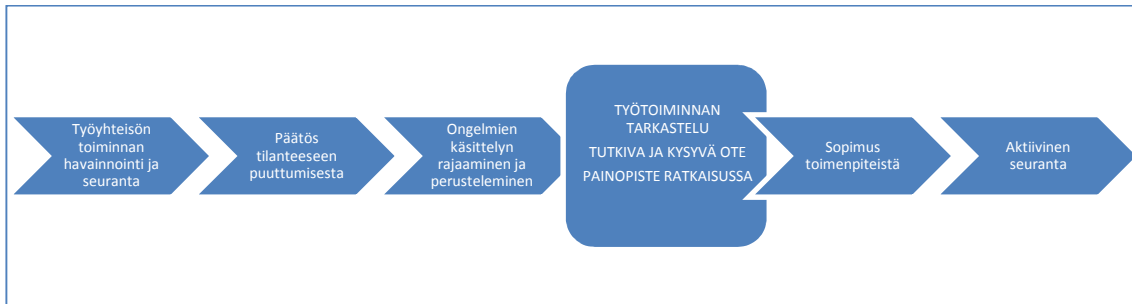 Työyhteisön
toiminnan
havainnointi ja
seuranta
Päätös
tilanteeseen
puuttumisesta
Ongelmien
käsittelyn
rajaaminen ja
perusteleminen
TYÖTOIMINNAN
TARKASTELU
TUTKIVA JA KYSYVÄ OTE
PAINOPISTE RATKAISUSSA
Sopimus
toimenpiteistä
Aktiivinen
seuranta